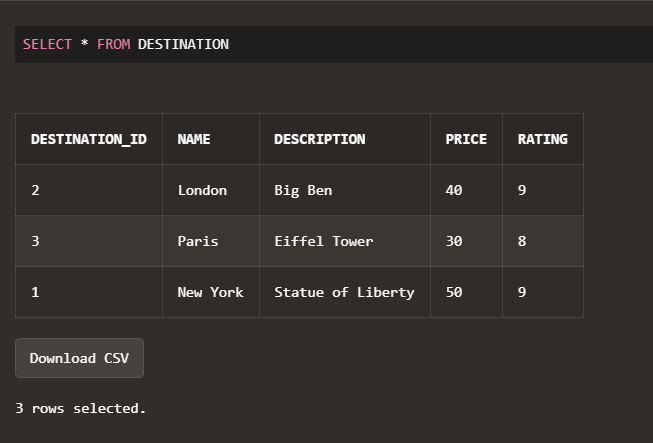 SELECT * FROM DESTINATION
DESTINATION_ID NAME DESCRIPTION PRICE RATING
2 London Big Ben 40 9
3 Paris Eiffel Tower 30 8
1 New York Statue of Liberty 50 9
Download CSV
3 rows selected.